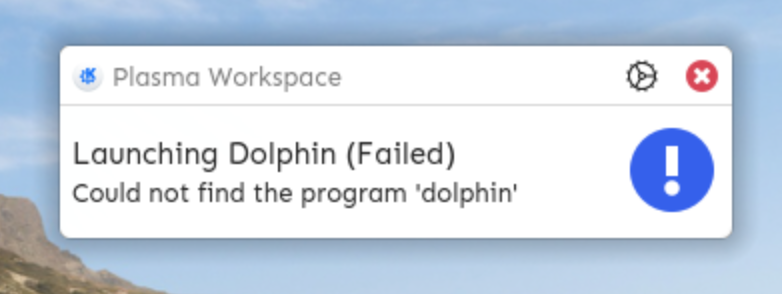 Plasma Workspace
Launching Dolphin (Failed)
Could not find the program 'dolphin'